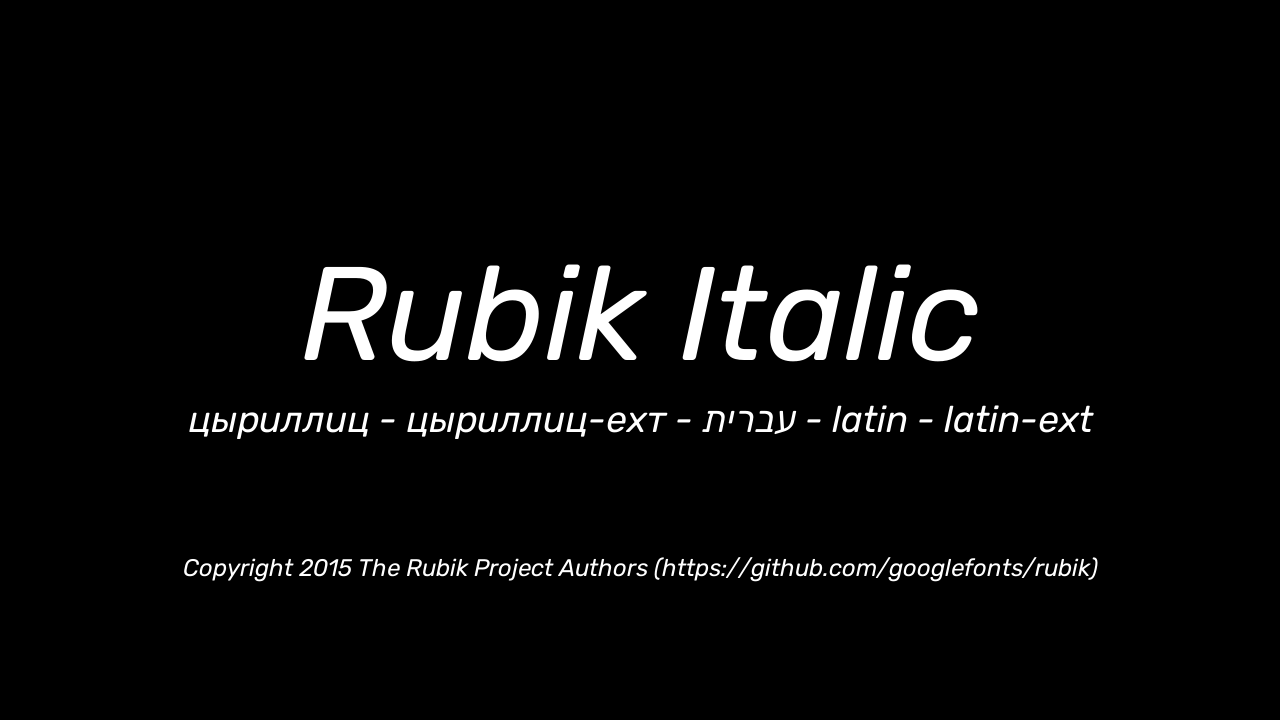 Rubik Italic
цыриллиц - цыриллиц-ехт - עברית - latin - latin-ext
Copyright 2015 The Rubik Project Authors (https://github.com/googlefonts/rubik)